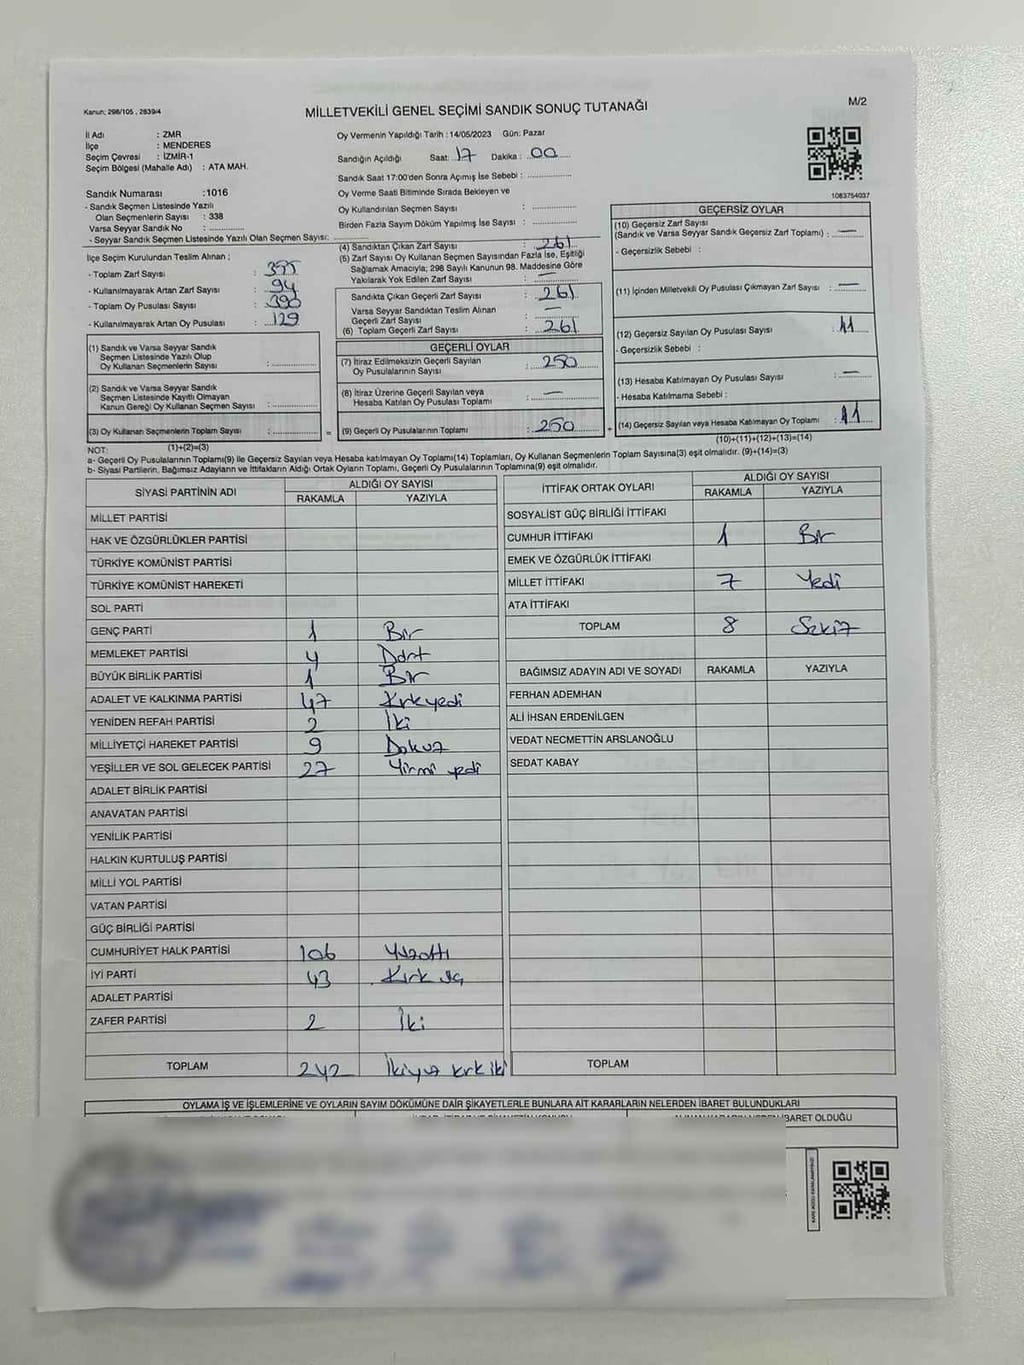 Kanun: 298/105 , 2839/4
MİLLETVEKİLİ GENEL SEÇİMİ SANDIK SONUÇ TUTANAĞI
M/2
İl Adı : ZMR
İlçe : MENDERES
Seçim Çevresi : İZMİR-1
Seçim Bölgesi (Mahalle Adı) : ATA MAH.
Sandık Numarası :1016
- Sandık Seçmen Listesinde Yazılı
Olan Seçmenlerin Sayısı : 338
Varsa Seyyar Sandık No :
- Seyyar Sandık Seçmen Listesinde Yazılı Olan Seçmen Sayısı:
İlçe Seçim Kurulundan Teslim Alınan ;
- Toplam Zarf Sayısı : 355
- Kullanılmayarak Artan Zarf Sayısı : 94
- Toplam Oy Pusulası Sayısı : 390
- Kullanılmayarak Artan Oy Pusulası : 129
(1) Sandık ve Varsa Seyyar Sandık
Seçmen Listesinde Yazılı Olup
Oy Kullanan Seçmenlerin Sayısı :
(2) Sandık ve Varsa Seyyar Sandık
Seçmen Listesinde Kayıtlı Olmayan
Kanun Gereği Oy Kullanan Seçmen Sayısı :
(3) Oy Kullanan Seçmenlerin Toplam Sayısı :
(1)+(2)=(3)
Oy Vermenin Yapıldığı Tarih : 14/05/2023 Gün: Pazar
Sandığın Açıldığı Saat: 17 Dakika : 00
Sandık Saat 17:00'den Sonra Açımış İse Sebebi :
Oy Verme Saati Bitiminde Sırada Bekleyen ve
Oy Kullandırılan Seçmen Sayısı :
Birden Fazla Sayım Döküm Yapılmış İse Sayısı :
(4) Sandıktan Çıkan Zarf Sayısı : 261
(5) Zarf Sayısı Oy Kullanan Seçmen Sayısından Fazla İse, Eşitliği
Sağlamak Amacıyla; 298 Sayılı Kanunun 98. Maddesine Göre
Yakılarak Yok Edilen Zarf Sayısı : —
Sandıkta Çıkan Geçerli Zarf Sayısı : 261
Varsa Seyyar Sandıktan Teslim Alınan
Geçerli Zarf Sayısı : —
(6) Toplam Geçerli Zarf Sayısı : 261
GEÇERLİ OYLAR
(7) İtiraz Edilmeksizin Geçerli Sayılan
Oy Pusulalarının Sayısı : 250
(8) İtiraz Üzerine Geçerli Sayılan veya
Hesaba Katılan Oy Pusulası Toplamı : —
= (9) Geçerli Oy Pusulalarının Toplamı : 250 +
1083754037
GEÇERSİZ OYLAR
(10) Geçersiz Zarf Sayısı
(Sandık ve Varsa Seyyar Sandık Geçersiz Zarf Toplamı) : —
- Geçersizlik Sebebi :
(11) İçinden Milletvekili Oy Pusulası Çıkmayan Zarf Sayısı : —
(12) Geçersiz Sayılan Oy Pusulası Sayısı : 11
- Geçersizlik Sebebi :
(13) Hesaba Katılmayan Oy Pusulası Sayısı : —
- Hesaba Katılmama Sebebi :
(14) Geçersiz Sayılan veya Hesaba Katılmayan Oy Toplamı : 11
(10)+(11)+(12)+(13)=(14)
NOT:
a- Geçerli Oy Pusulalarının Toplamı(9) ile Geçersiz Sayılan veya Hesaba katılmayan Oy Toplamı(14) Toplamları, Oy Kullanan Seçmenlerin Toplam Sayısına(3) eşit olmalıdır. (9)+(14)=(3)
b- Siyasi Partilerin, Bağımsız Adayların ve İttifakların Aldığı Ortak Oyların Toplamı, Geçerli Oy Pusulalarının Toplamına(9) eşit olmalıdır.
SİYASİ PARTİNİN ADI ALDIĞI OY SAYISI
RAKAMLA YAZIYLA
MİLLET PARTİSİ
HAK VE ÖZGÜRLÜKLER PARTİSİ
TÜRKİYE KOMÜNİST PARTİSİ
TÜRKİYE KOMÜNİST HAREKETİ
SOL PARTİ
GENÇ PARTİ 1 Bir
MEMLEKET PARTİSİ 4 Dört
BÜYÜK BİRLİK PARTİSİ 1 Bir
ADALET VE KALKINMA PARTİSİ 47 Kırkyedi
YENİDEN REFAH PARTİSİ 2 İki
MİLLİYETÇİ HAREKET PARTİSİ 9 Dokuz
YEŞİLLER VE SOL GELECEK PARTİSİ 27 Yirmi yedi
ADALET BİRLİK PARTİSİ
ANAVATAN PARTİSİ
YENİLİK PARTİSİ
HALKIN KURTULUŞ PARTİSİ
MİLLİ YOL PARTİSİ
VATAN PARTİSİ
GÜÇ BİRLİĞİ PARTİSİ
CUMHURİYET HALK PARTİSİ 106 Yüzaltı
İYİ PARTİ 43 Kırk üç
ADALET PARTİSİ
ZAFER PARTİSİ 2 İki
TOPLAM 242 İkiyüz kırk iki
İTTİFAK ORTAK OYLARI ALDIĞI OY SAYISI
RAKAMLA YAZIYLA
SOSYALİST GÜÇ BİRLİĞİ İTTİFAKI
CUMHUR İTTİFAKI 1 Bir
EMEK VE ÖZGÜRLÜK İTTİFAKI
MİLLET İTTİFAKI 7 Yedi
ATA İTTİFAKI
TOPLAM 8 Sekiz
BAĞIMSIZ ADAYIN ADI VE SOYADI RAKAMLA YAZIYLA
FERHAN ADEMHAN
ALİ İHSAN ERDENİLGEN
VEDAT NECMETTİN ARSLANOĞLU
SEDAT KABAY
TOPLAM
OYLAMA İŞ VE İŞLEMLERİNE VE OYLARIN SAYIM DÖKÜMÜNE DAİR ŞİKAYETLERLE BUNLARA AİT KARARLARIN NELERDEN İBARET BULUNDUKLARI
İBARET OLDUĞU